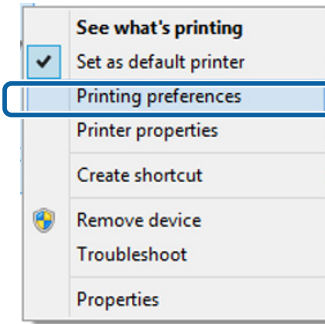 See what's printing
Set as default printer
Printing preferences
Printer properties
Create shortcut
Remove device
Troubleshoot
Properties